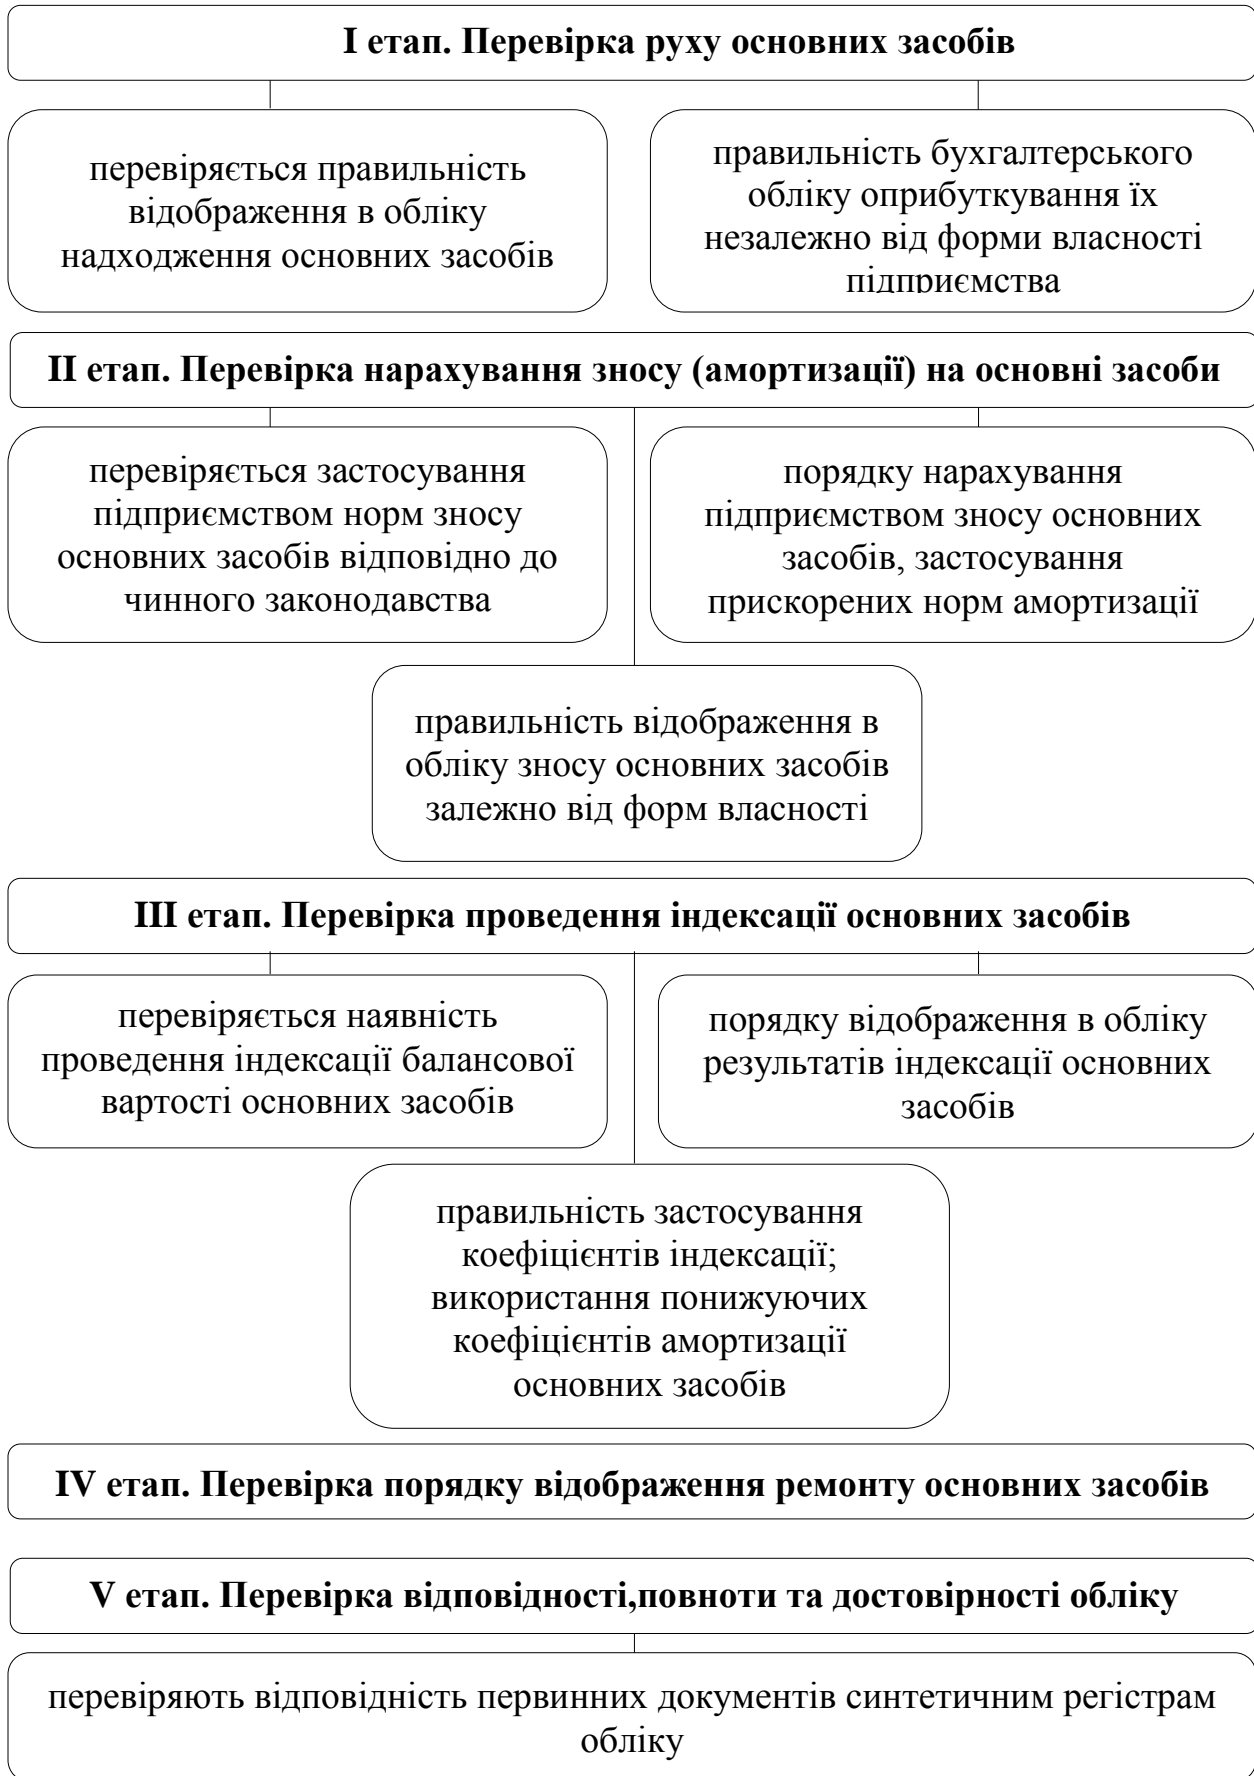 I етап. Перевірка руху основних засобів
перевіряється правильність
відображення в обліку
надходження основних засобів
правильність бухгалтерського
обліку оприбуткування їх
незалежно від форми власності
підприємства
II етап. Перевірка нарахування зносу (амортизації) на основні засоби
перевіряється застосування
підприємством норм зносу
основних засобів відповідно до
чинного законодавства
порядку нарахування
підприємством зносу основних
засобів, застосування
прискорених норм амортизації
правильність відображення в
обліку зносу основних засобів
залежно від форм власності
III етап. Перевірка проведення індексації основних засобів
перевіряється наявність
проведення індексації балансової
вартості основних засобів
порядку відображення в обліку
результатів індексації основних
засобів
правильність застосування
коефіцієнтів індексації;
використання понижуючих
коефіцієнтів амортизації
основних засобів
IV етап. Перевірка порядку відображення ремонту основних засобів
V етап. Перевірка відповідності,повноти та достовірності обліку
перевіряють відповідність первинних документів синтетичним регістрам
обліку